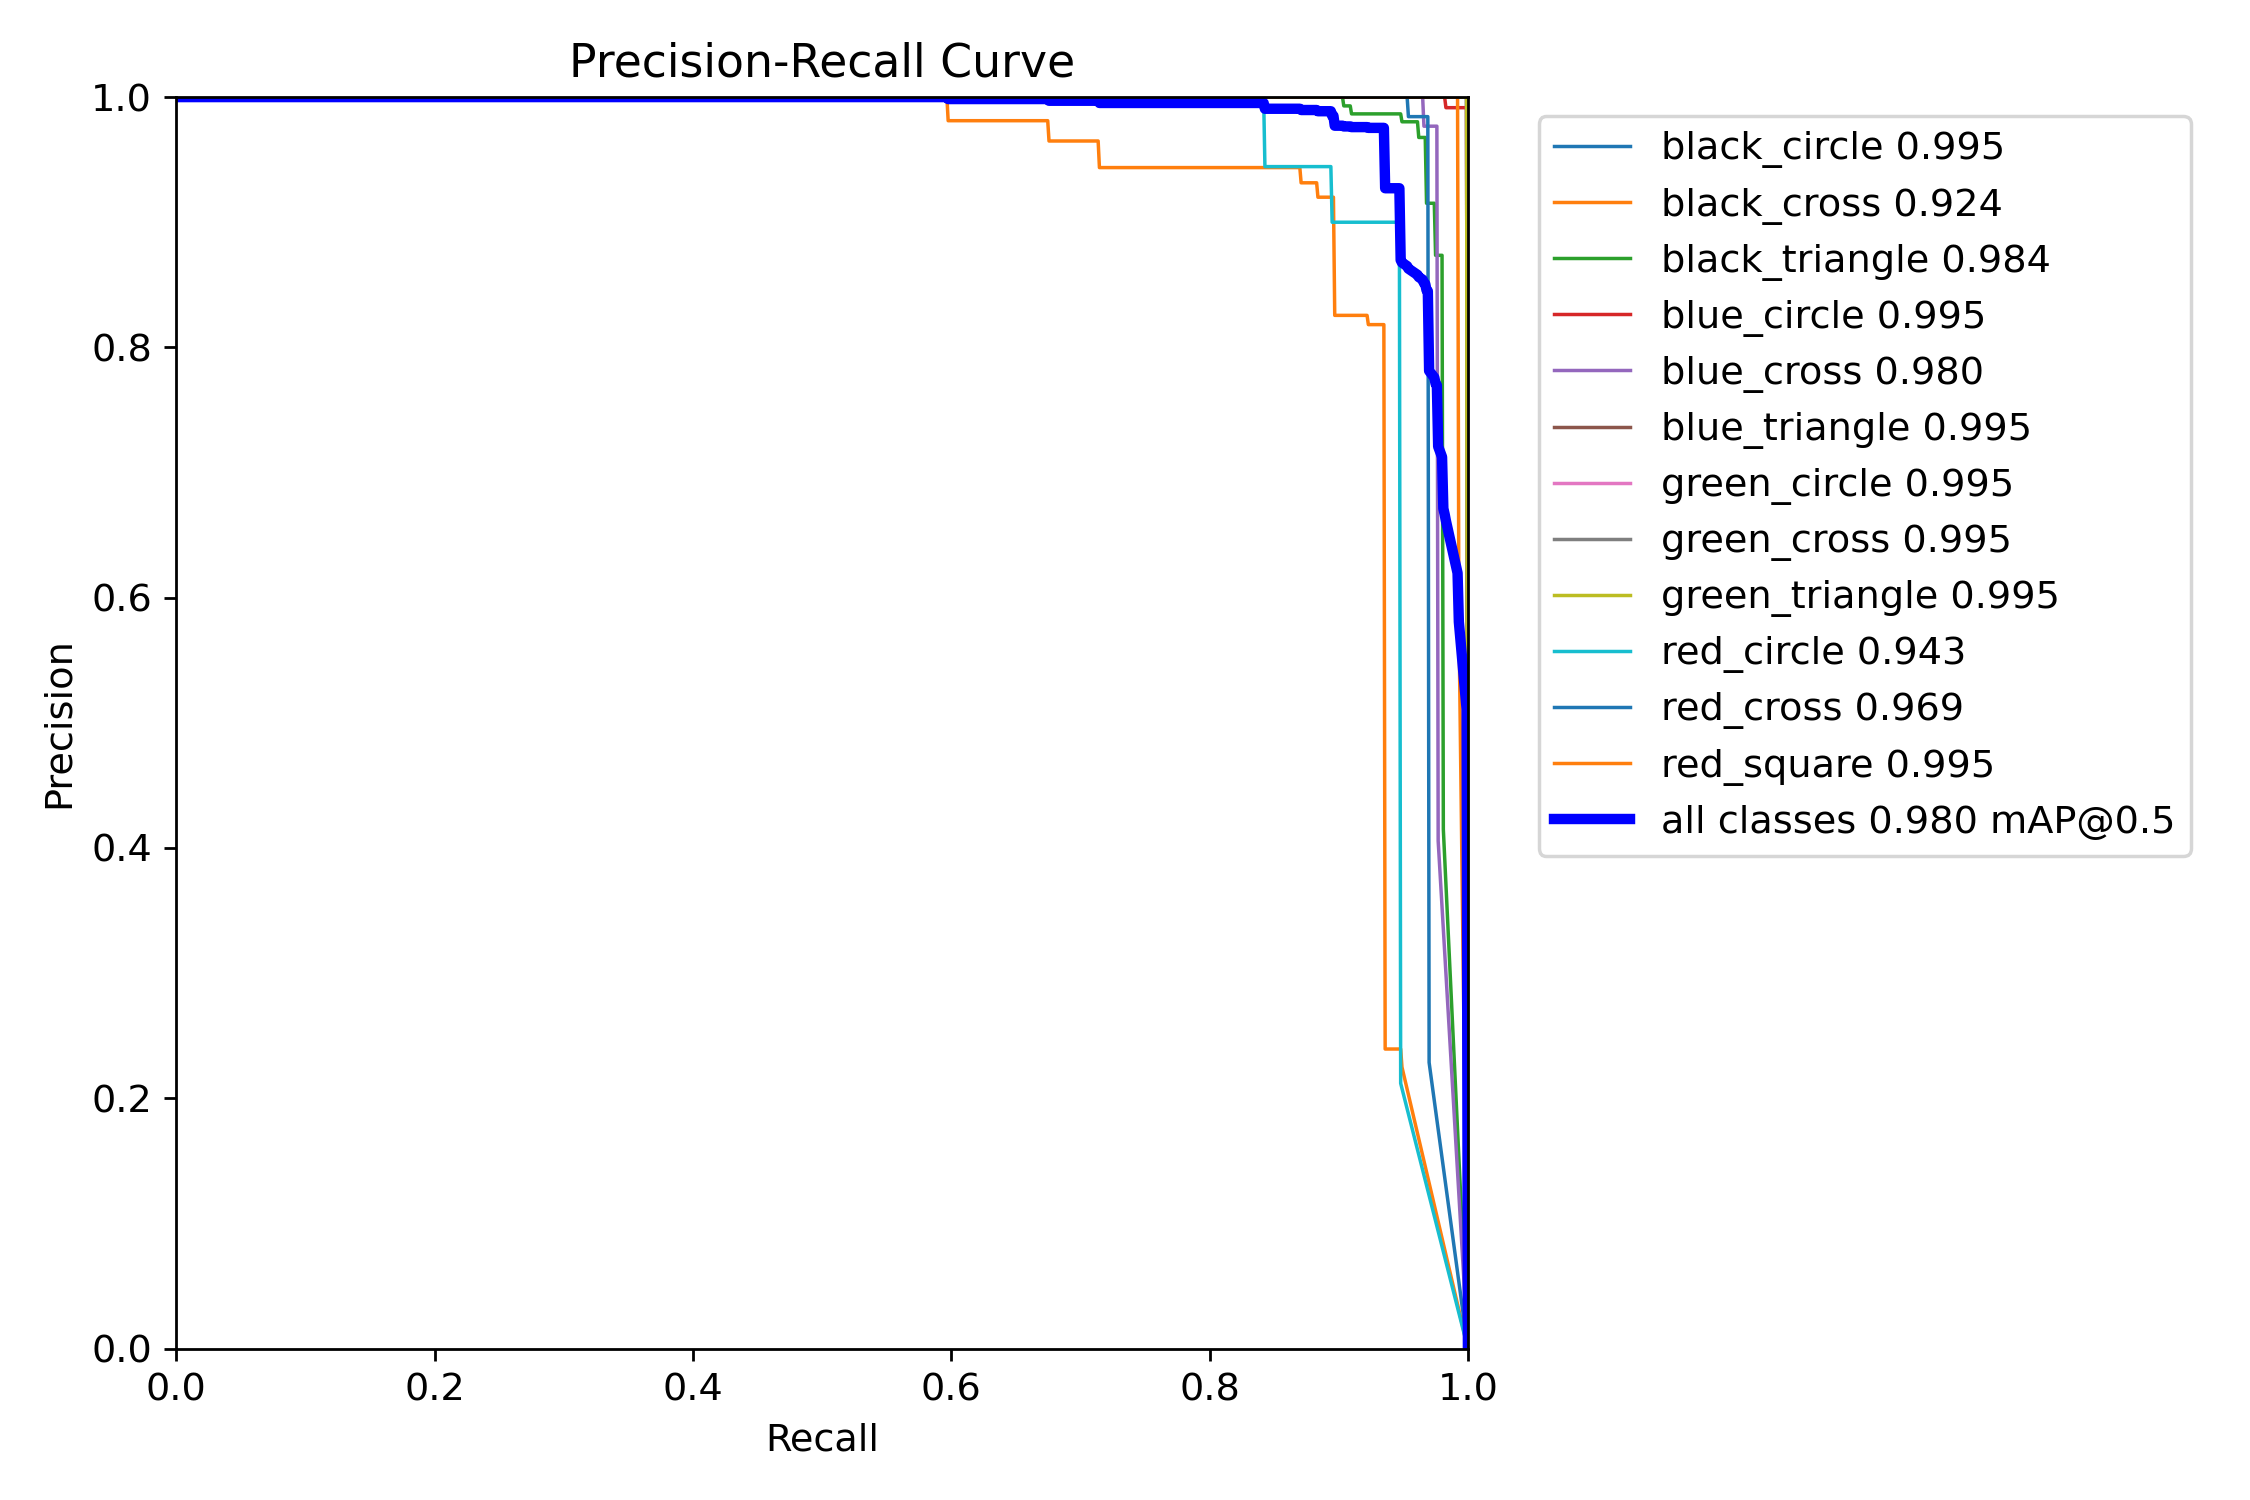 Precision-Recall Curve
1.0
0.8
0.6
0.4
0.2
0.0
Precision
0.0 0.2 0.4 0.6 0.8 1.0
Recall
black_circle 0.995
black_cross 0.924
black_triangle 0.984
blue_circle 0.995
blue_cross 0.980
blue_triangle 0.995
green_circle 0.995
green_cross 0.995
green_triangle 0.995
red_circle 0.943
red_cross 0.969
red_square 0.995
all classes 0.980 mAP@0.5